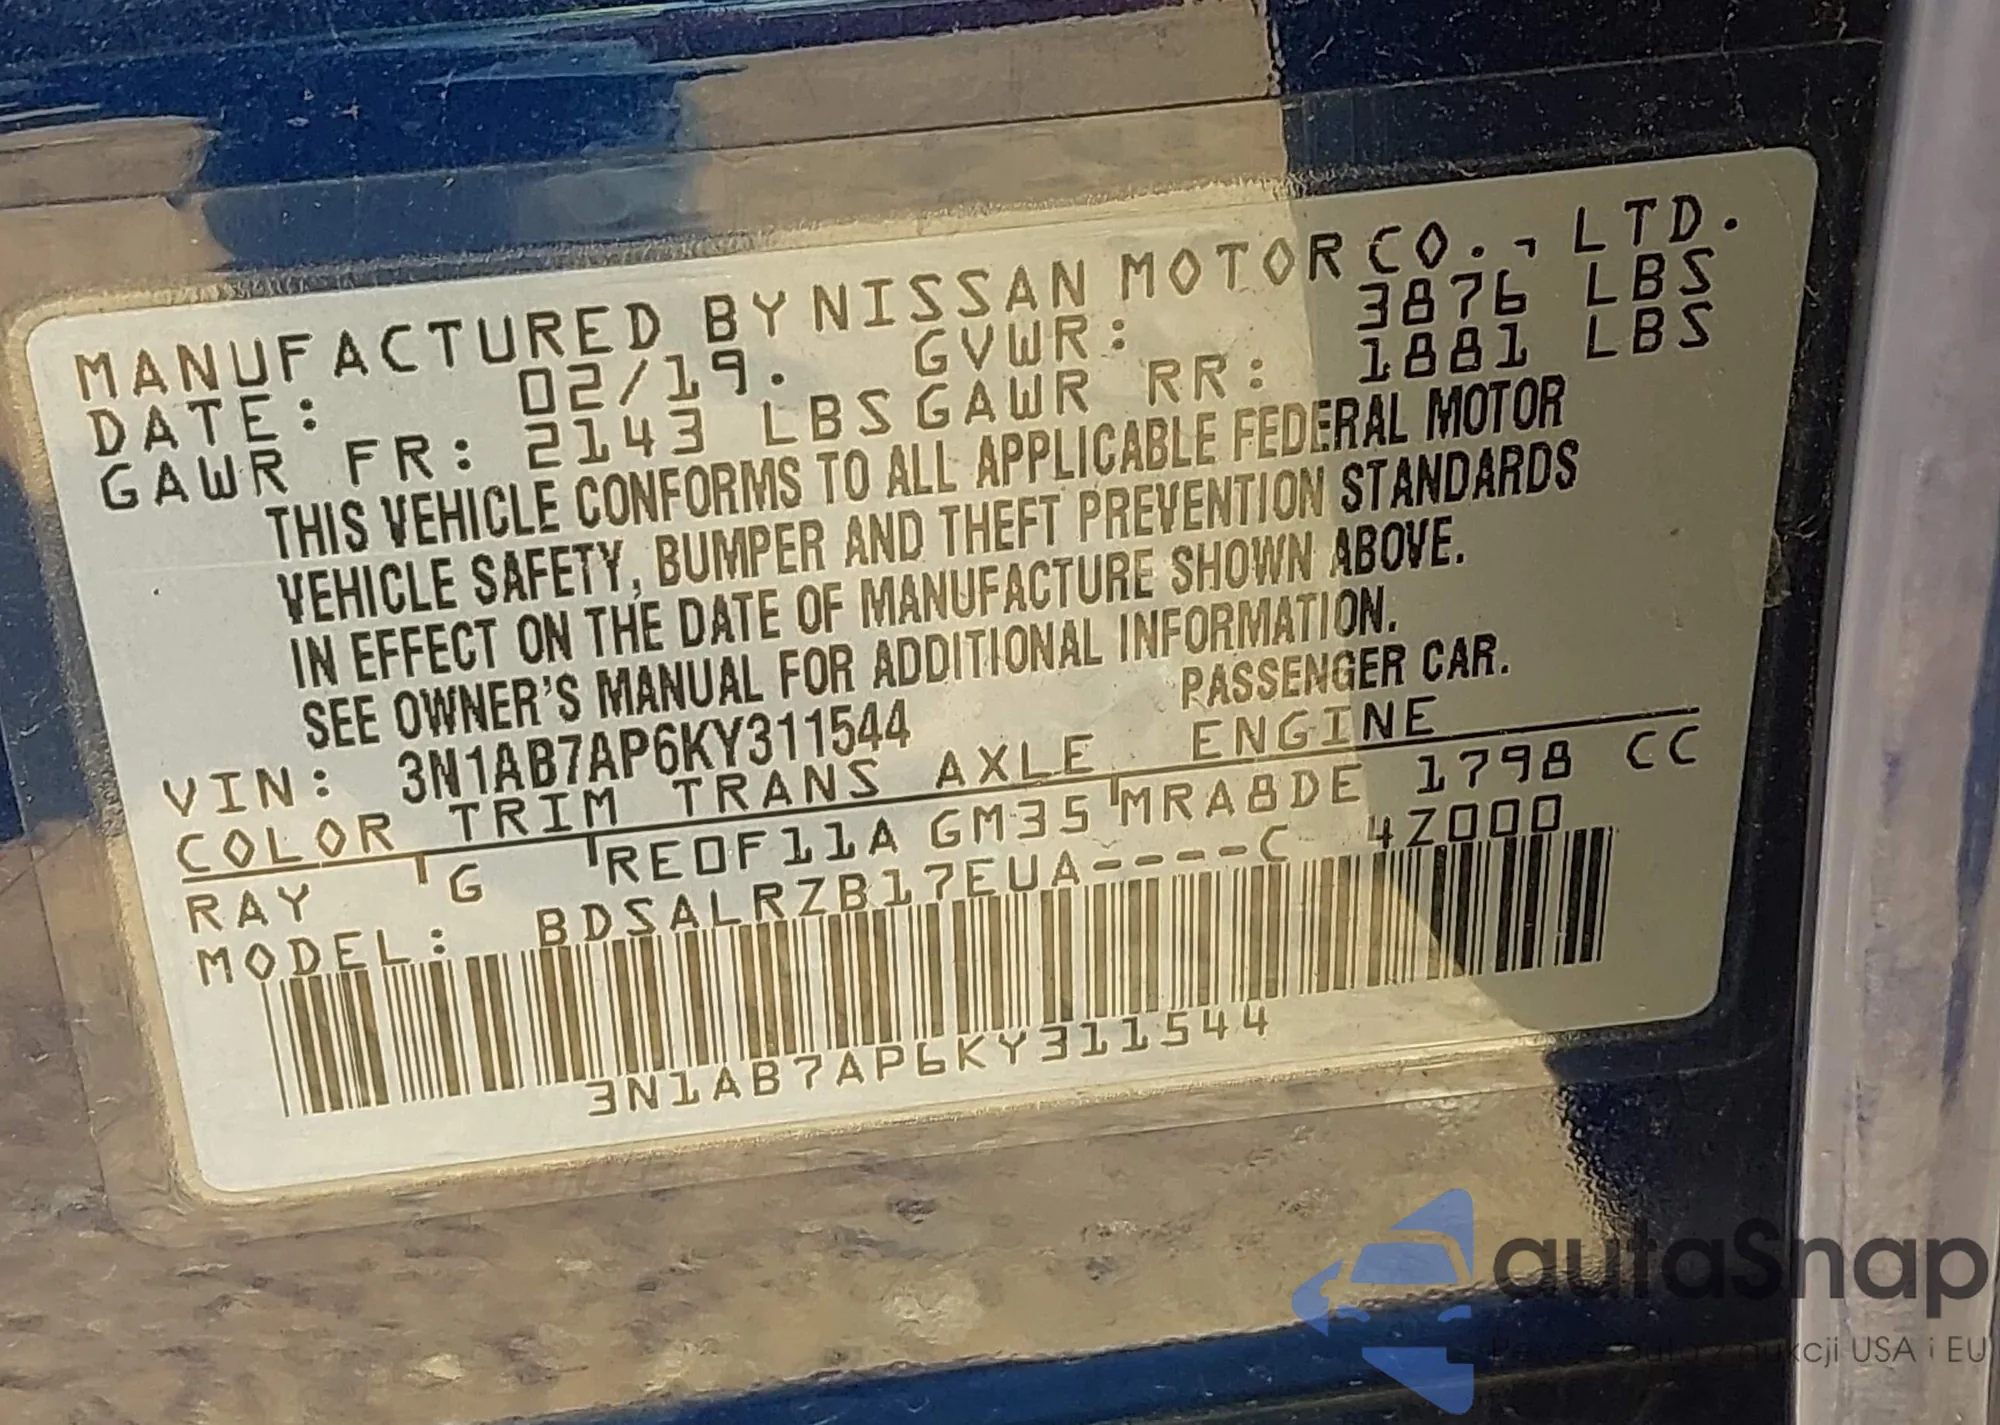 MANUFACTURED BY NISSAN MOTOR CO., LTD.
DATE: 02/19. GVWR: 3876 LBS
GAWR FR: 2143 LBS GAWR RR: 1881 LBS
THIS VEHICLE CONFORMS TO ALL APPLICABLE FEDERAL MOTOR
VEHICLE SAFETY, BUMPER AND THEFT PREVENTION STANDARDS
IN EFFECT ON THE DATE OF MANUFACTURE SHOWN ABOVE.
SEE OWNER'S MANUAL FOR ADDITIONAL INFORMATION.
VIN: 3N1AB7AP6KY311544 PASSENGER CAR.
COLOR TRIM TRANS AXLE ENGINE
RAY G RE0F11A GM35 MRA8DE 1798 CC
MODEL: BDSALRZB17EUA----C 4Z000
3N1AB7AP6KY311544
autaSnap
USA i EU